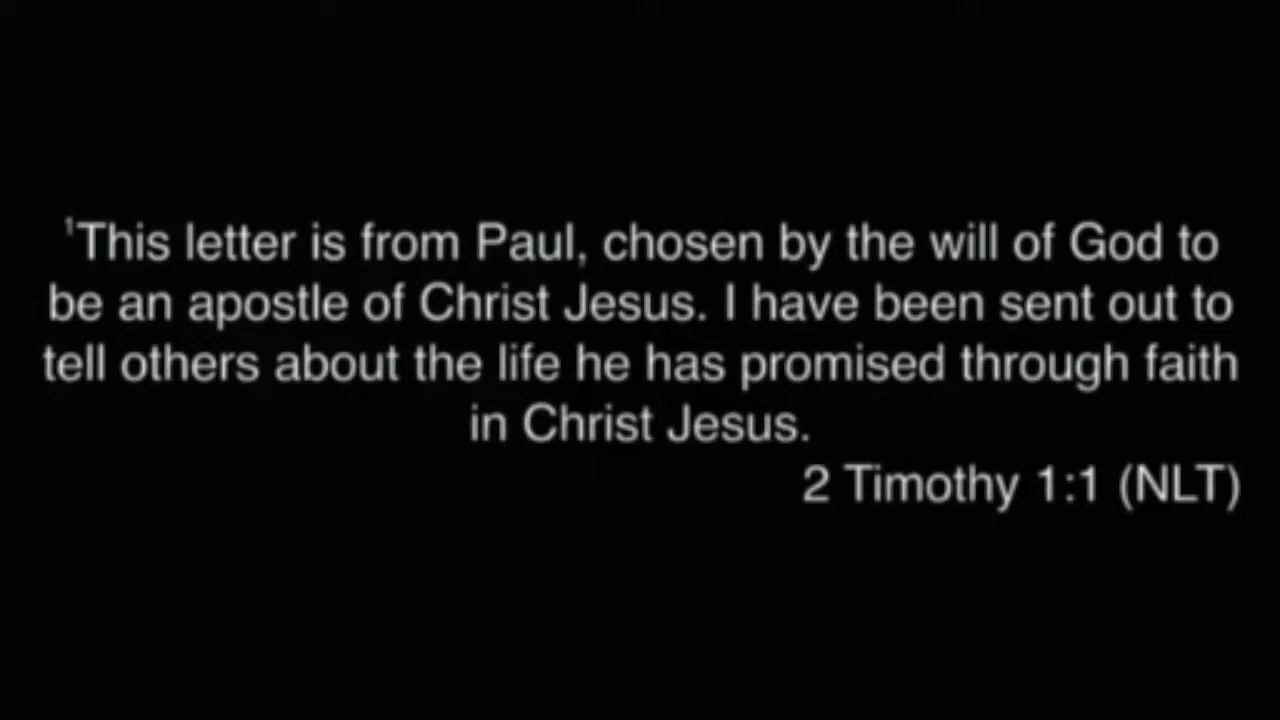 ¹This letter is from Paul, chosen by the will of God to
be an apostle of Christ Jesus. I have been sent out to
tell others about the life he has promised through faith
in Christ Jesus.
2 Timothy 1:1 (NLT)